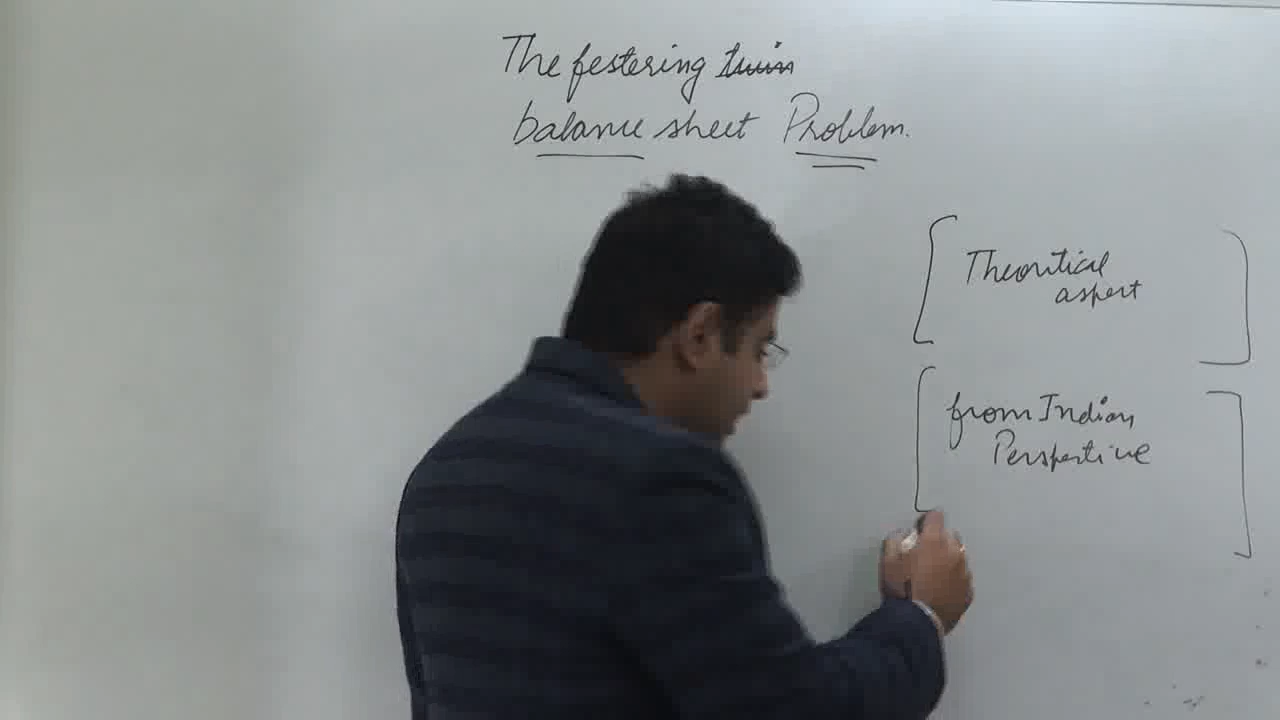 The festering twin
balance sheet Problem.
Theoritical
aspect
from Indian
Perspective